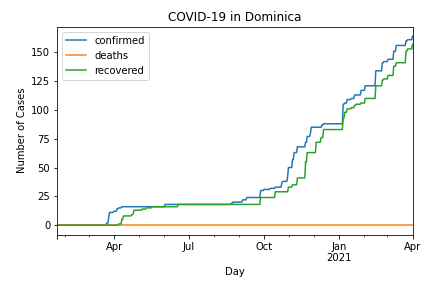 COVID-19 in Dominica
confirmed
deaths
recovered
Number of Cases
150
125
100
75
50
25
0
Apr
Jul
Oct
Jan
2021
Apr
Day